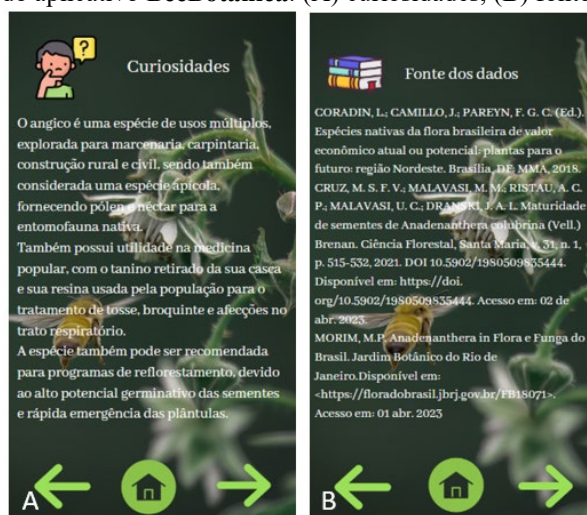 do aplicativo BeeBotânica: (A) curiosidades, (B) fonte
Curiosidades
O angico é uma espécie de usos múltiplos,
explorada para marcenaria, carpintaria,
construção rural e civil, sendo também
considerada uma espécie apícola,
fornecendo pólen e néctar para a
entomofauna nativa.
Também possui utilidade na medicina
popular, com o tanino retirado da sua casca
e sua resina usada pela população para o
tratamento de tosse, bronquinte e afecções no
trato respiratório.
A espécie também pode ser recomendada
para programas de reflorestamento, devido
ao alto potencial germinativo das sementes
e rápida emergência das plântulas.
A
Fonte dos dados
CORADIN, L.; CAMILLO, J.; PAREYN, F. G. C. (Ed.).
Espécies nativas da flora brasileira de valor
econômico atual ou potencial: plantas para o
futuro: região Nordeste. Brasília, DF: MMA, 2018.
CRUZ, M. S. F. V.; MALAVASI, M. M.; RISTAU, A. C.
P.; MALAVASI, U. C.; DRANSKI, J. A. L. Maturidade
de sementes de Anadenanthera colubrina (Vell.)
Brenan. Ciência Florestal, Santa Maria, v. 31, n. 1,
p. 515-532, 2021. DOI 10.5902/1980509835444.
Disponível em: https://doi.
org/10.5902/1980509835444. Acesso em: 02 de
abr. 2023.
MORIM, M.P. Anadenanthera in Flora e Funga do
Brasil. Jardim Botânico do Rio de
Janeiro.Disponível em:
<https://floradobrasil.jbrj.gov.br/FB18071>.
Acesso em: 01 abr. 2023
B